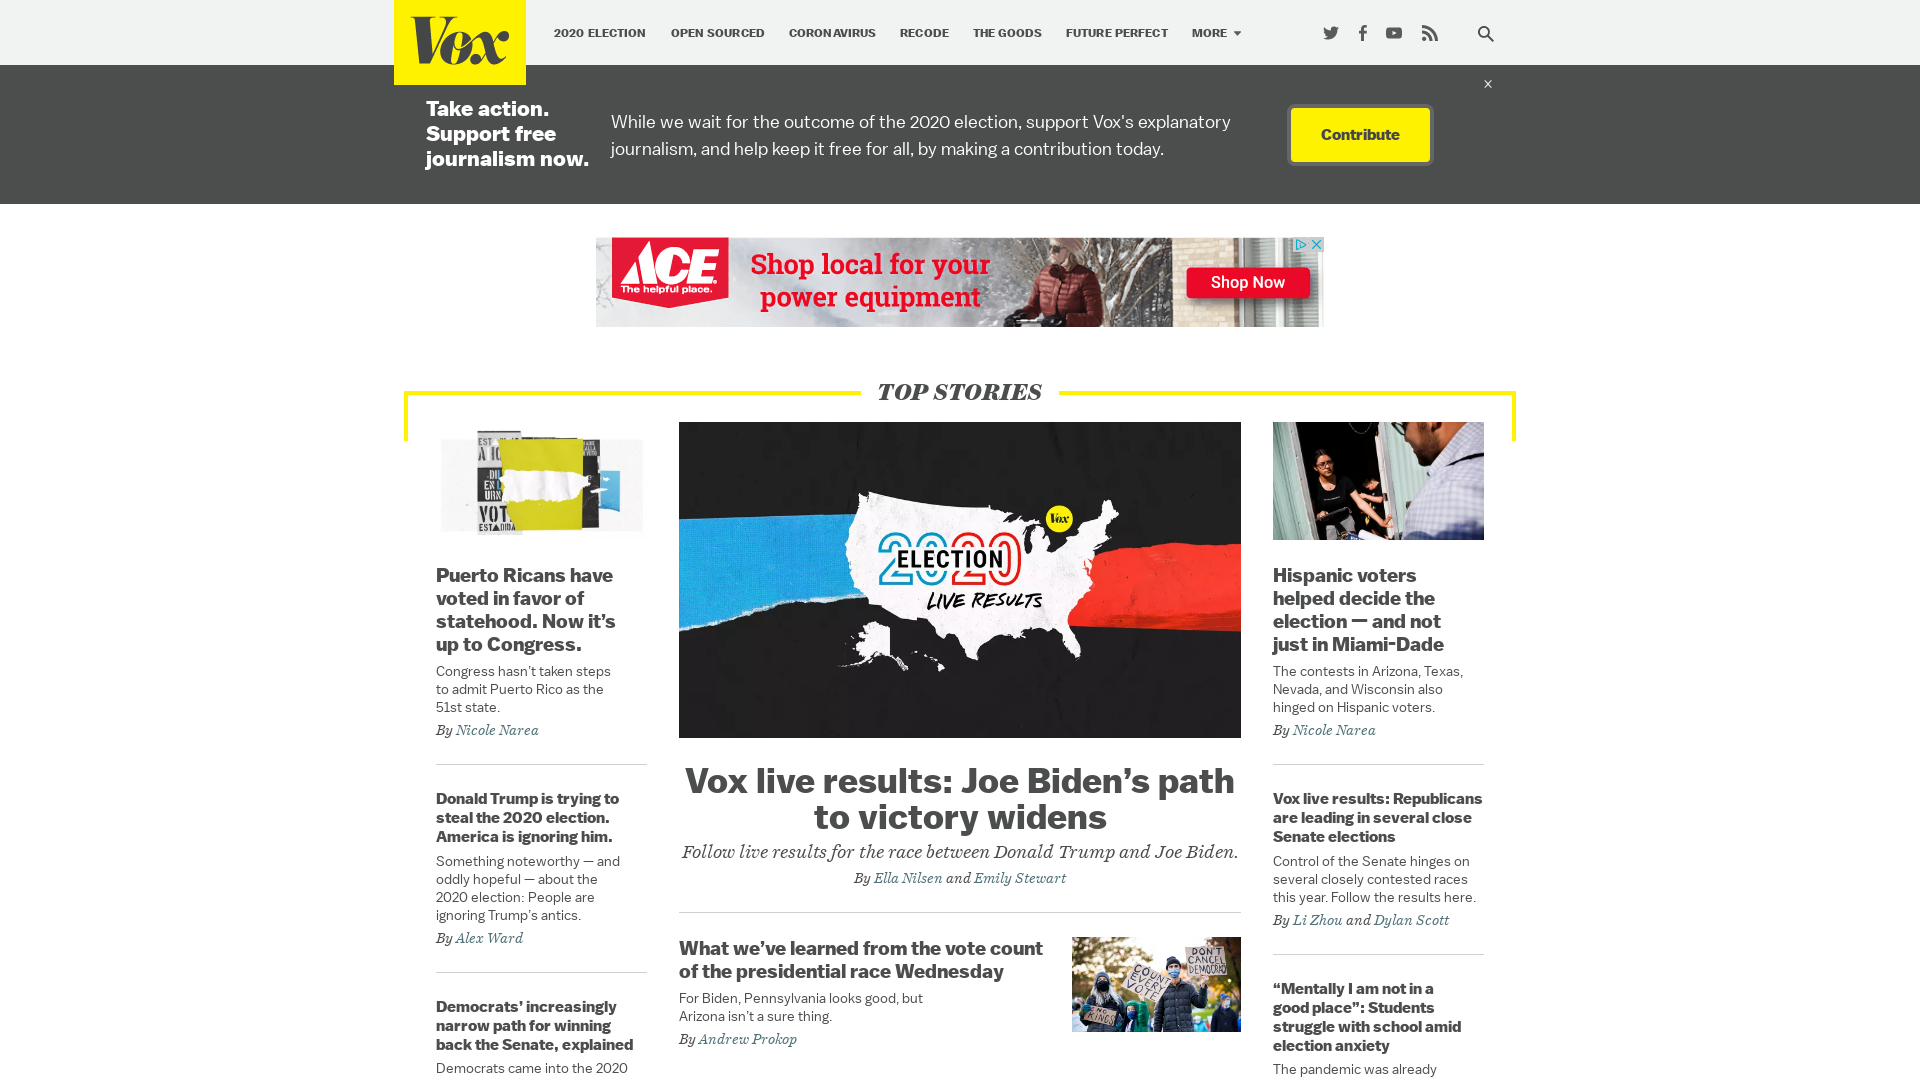 Vox
2020 ELECTION
OPEN SOURCED
CORONAVIRUS
RECODE
THE GOODS
FUTURE PERFECT
MORE
x
Take action.
Support free
journalism now.
While we wait for the outcome of the 2020 election, support Vox's explanatory
journalism, and help keep it free for all, by making a contribution today.
Contribute
ACE
The helpful place.
Shop local for your
power equipment
Shop Now
TOP STORIES
Puerto Ricans have
voted in favor of
statehood. Now it’s
up to Congress.
Congress hasn’t taken steps
to admit Puerto Rico as the
51st state.
By Nicole Narea
Donald Trump is trying to
steal the 2020 election.
America is ignoring him.
Something noteworthy — and
oddly hopeful — about the
2020 election: People are
ignoring Trump’s antics.
By Alex Ward
Democrats’ increasingly
narrow path for winning
back the Senate, explained
Democrats came into the 2020
Vox
2020
ELECTION
LIVE RESULTS
Vox live results: Joe Biden’s path
to victory widens
Follow live results for the race between Donald Trump and Joe Biden.
By Ella Nilsen and Emily Stewart
What we’ve learned from the vote count
of the presidential race Wednesday
For Biden, Pennsylvania looks good, but
Arizona isn’t a sure thing.
By Andrew Prokop
COUNT
EVERY
VOTE
DON'T
CANCEL
DEMOCRACY
NO
KINGS
Hispanic voters
helped decide the
election — and not
just in Miami-Dade
The contests in Arizona, Texas,
Nevada, and Wisconsin also
hinged on Hispanic voters.
By Nicole Narea
Vox live results: Republicans
are leading in several close
Senate elections
Control of the Senate hinges on
several closely contested races
this year. Follow the results here.
By Li Zhou and Dylan Scott
“Mentally I am not in a
good place”: Students
struggle with school amid
election anxiety
The pandemic was already